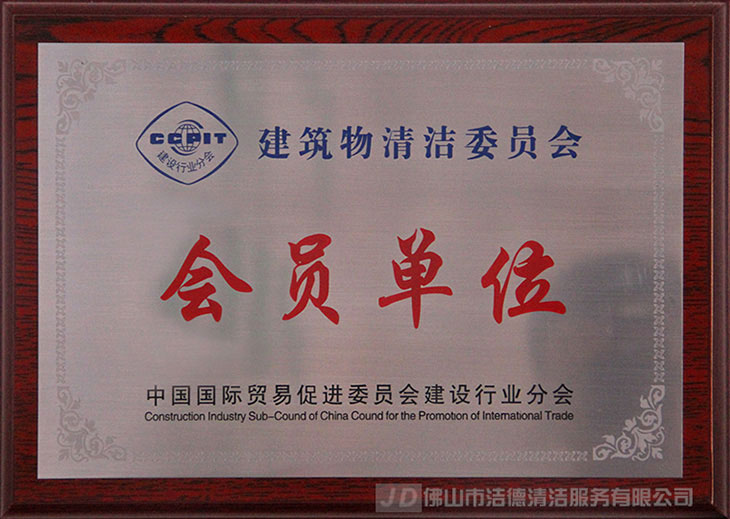 CCPIT
建设行业分会
建筑物清洁委员会
会员单位
中国国际贸易促进委员会建设行业分会
Construction Industry Sub-Cound of China Cound for the Promotion of International Trade
JD佛山市洁德清洁服务有限公司